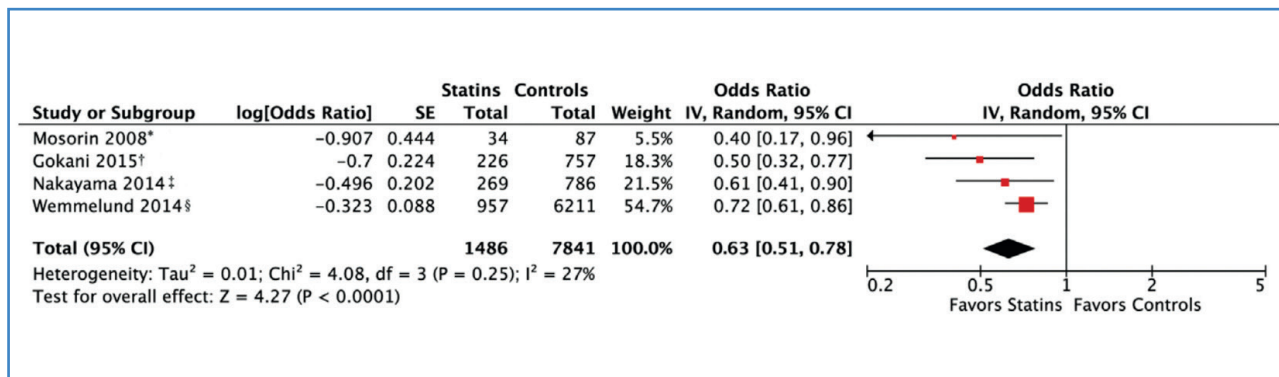 Statins Controls Odds Ratio Odds Ratio
Study or Subgroup log[Odds Ratio] SE Total Total Weight IV, Random, 95% CI IV, Random, 95% CI
Mosorin 2008* −0.907 0.444 34 87 5.5% 0.40 [0.17, 0.96]
Gokani 2015† −0.7 0.224 226 757 18.3% 0.50 [0.32, 0.77]
Nakayama 2014‡ −0.496 0.202 269 786 21.5% 0.61 [0.41, 0.90]
Wemmelund 2014§ −0.323 0.088 957 6211 54.7% 0.72 [0.61, 0.86]
Total (95% CI) 1486 7841 100.0% 0.63 [0.51, 0.78]
Heterogeneity: Tau² = 0.01; Chi² = 4.08, df = 3 (P = 0.25); I² = 27%
Test for overall effect: Z = 4.27 (P < 0.0001)
0.2 0.5 1 2 5
Favors Statins Favors Controls